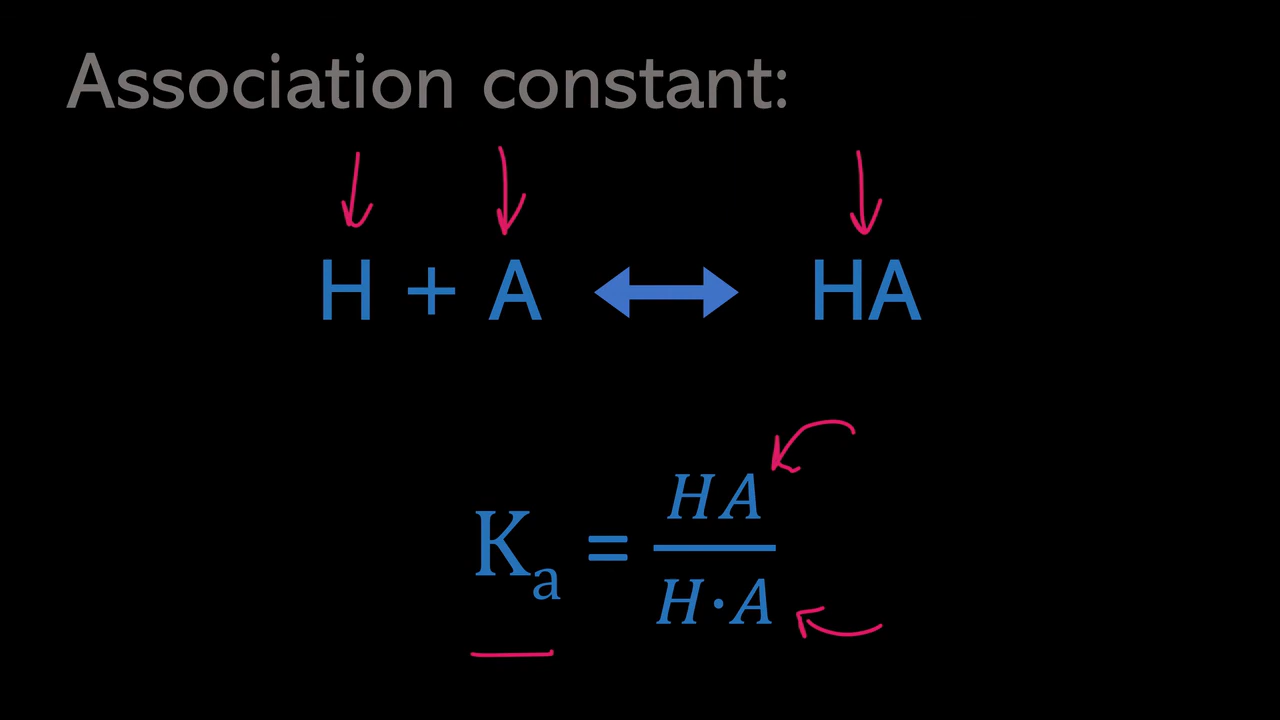 Association constant:
H + A ⟷ HA
Kₐ = HA / H·A